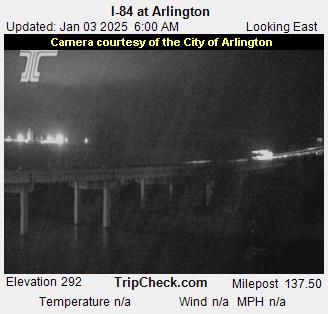 I-84 at Arlington
Updated: Jan 03 2025 6:00 AM Looking East
Camera courtesy of the City of Arlington
Elevation 292 TripCheck.com Milepost 137.50
Temperature n/a Wind n/a MPH n/a